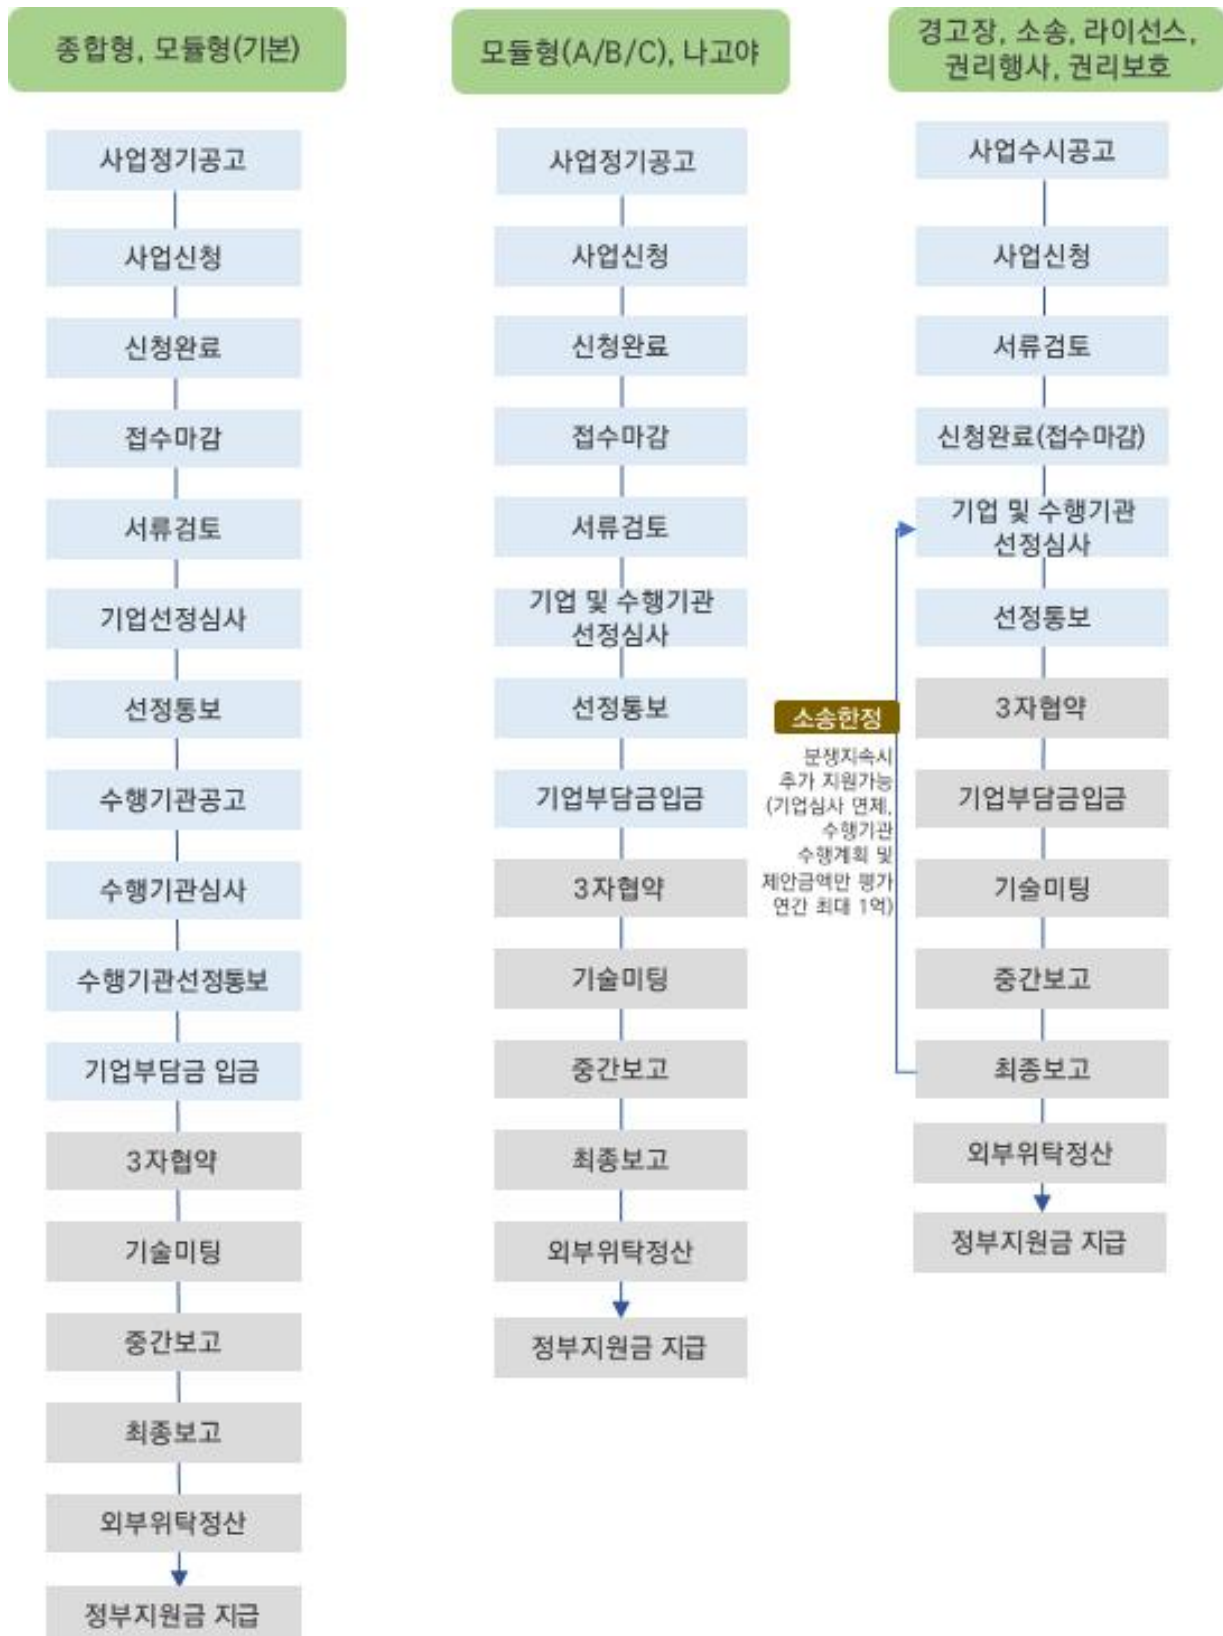 종합형, 모듈형(기본)
사업정기공고
사업신청
신청완료
접수마감
서류검토
기업선정심사
선정통보
수행기관공고
수행기관심사
수행기관선정통보
기업부담금 입금
3자협약
기술미팅
중간보고
최종보고
외부위탁정산
정부지원금 지급
모듈형(A/B/C), 나고야
사업정기공고
사업신청
신청완료
접수마감
서류검토
기업 및 수행기관
선정심사
선정통보
기업부담금입금
3자협약
기술미팅
중간보고
최종보고
외부위탁정산
정부지원금 지급
경고장, 소송, 라이선스,
권리행사, 권리보호
사업수시공고
사업신청
서류검토
신청완료(접수마감)
기업 및 수행기관
선정심사
선정통보
3자협약
기업부담금입금
기술미팅
중간보고
최종보고
외부위탁정산
정부지원금 지급
소송한정
분쟁지속시
추가 지원가능
(기업심사 연제,
수행기관
수행계획 및
제안금액만 평가
연간 최대 1억)